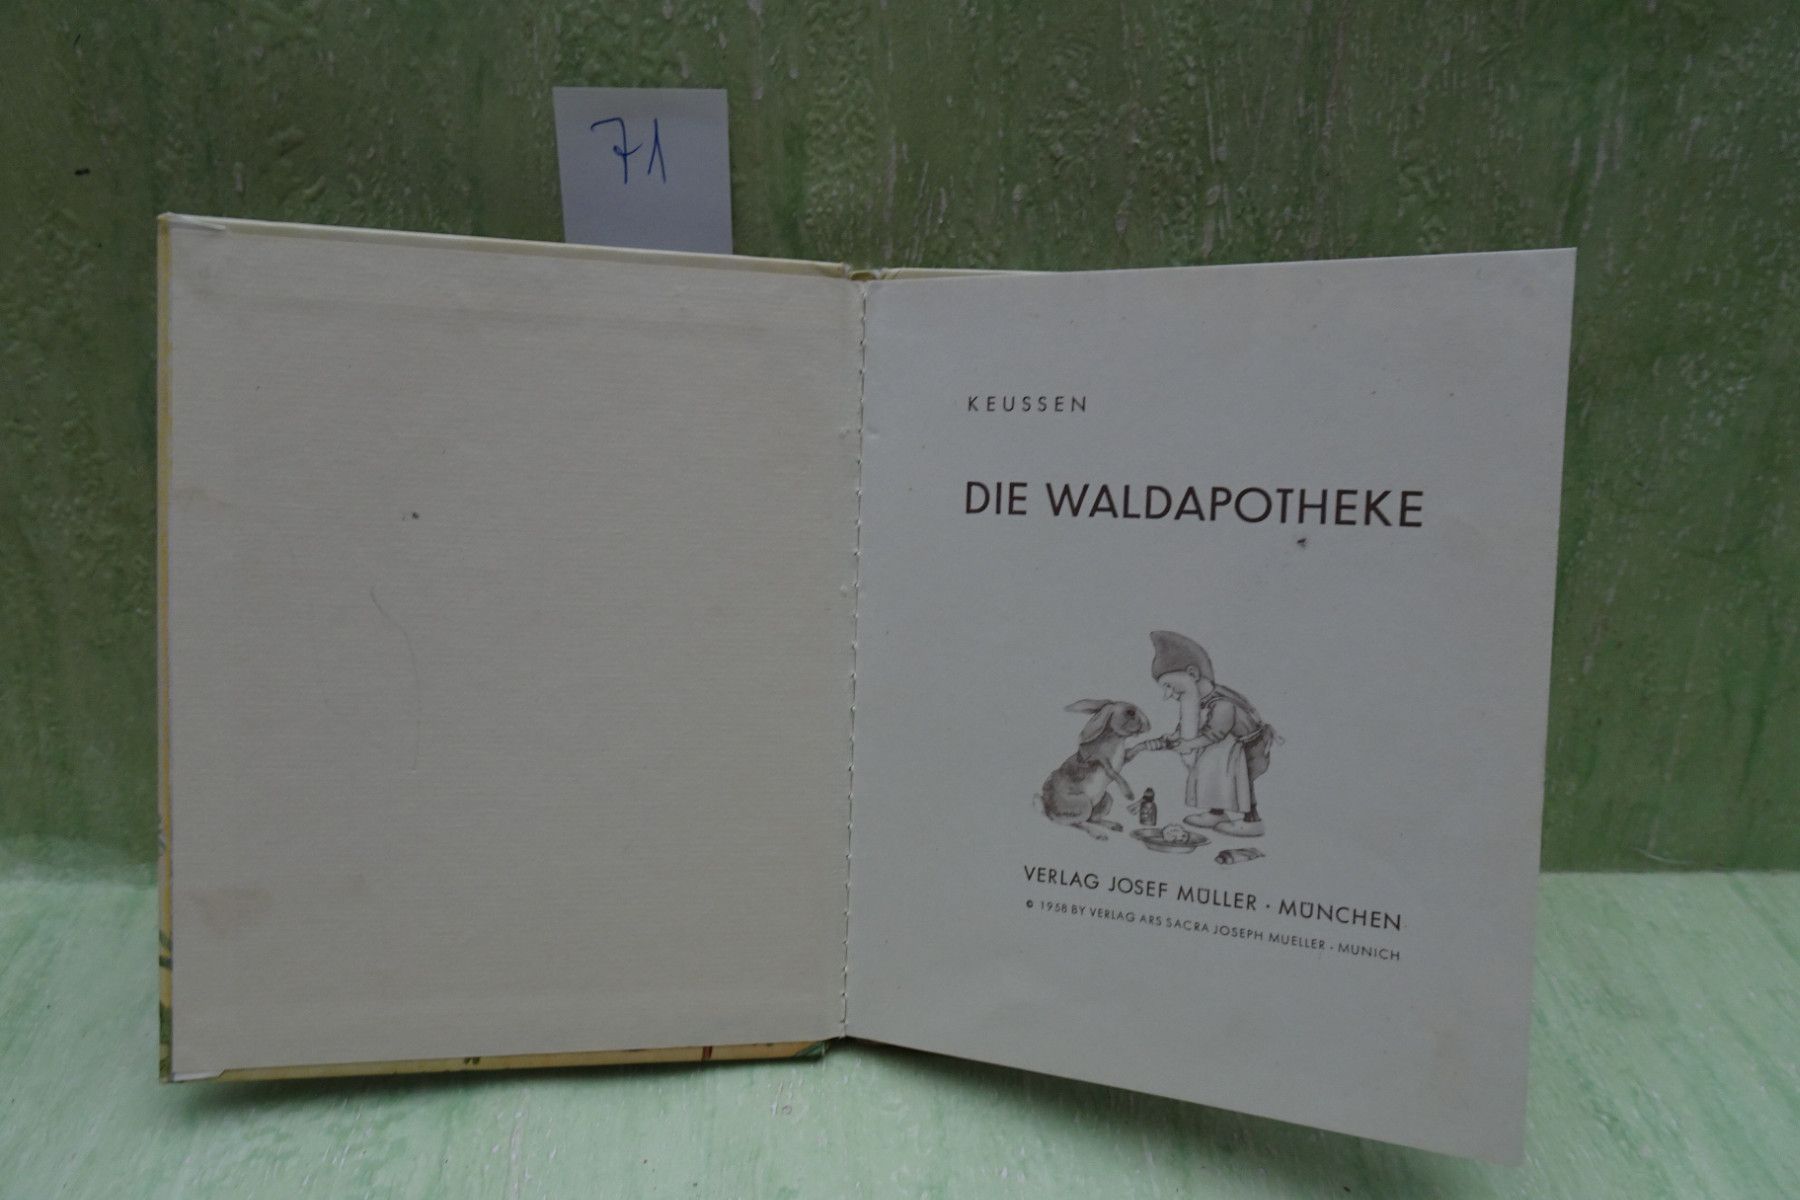 71
KEUSSEN
DIE WALDAPOTHEKE
VERLAG JOSEF MÜLLER · MÜNCHEN
© 1958 BY VERLAG ARS SACRA JOSEPH MUELLER · MUNICH